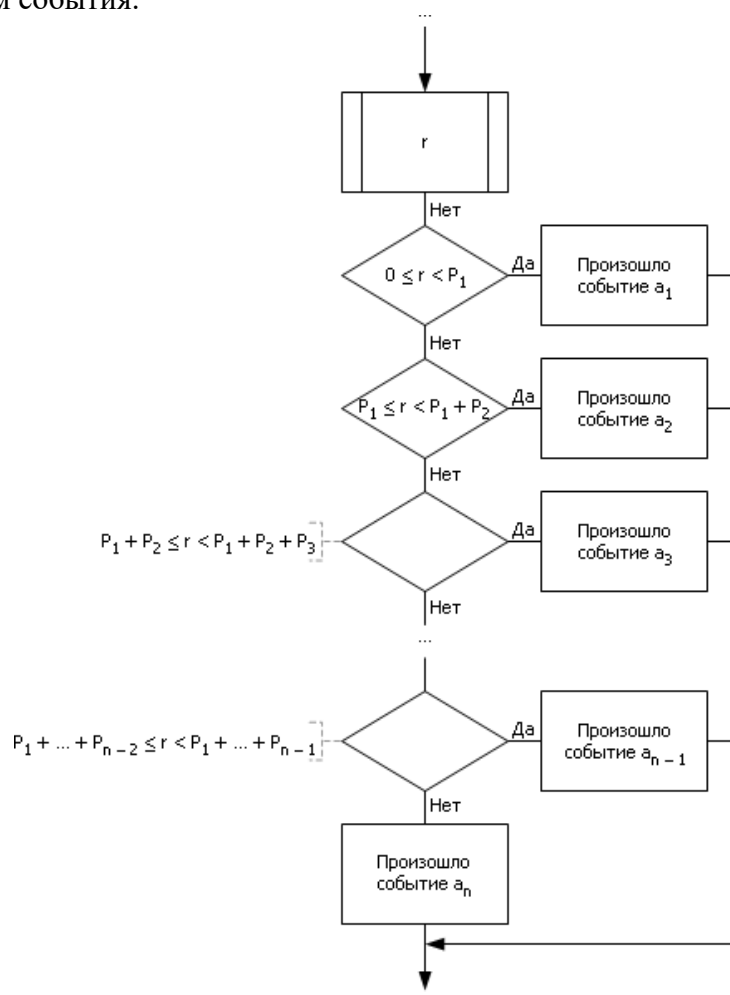 м события.
...
r
Нет
0 ≤ r < P₁
Да
Произошло
событие a₁
Нет
P₁ ≤ r < P₁ + P₂
Да
Произошло
событие a₂
Нет
P₁ + P₂ ≤ r < P₁ + P₂ + P₃
Да
Произошло
событие a₃
Нет
...
P₁ + ... + Pₙ₋₂ ≤ r < P₁ + ... + Pₙ₋₁
Да
Произошло
событие aₙ₋₁
Нет
Произошло
событие aₙ